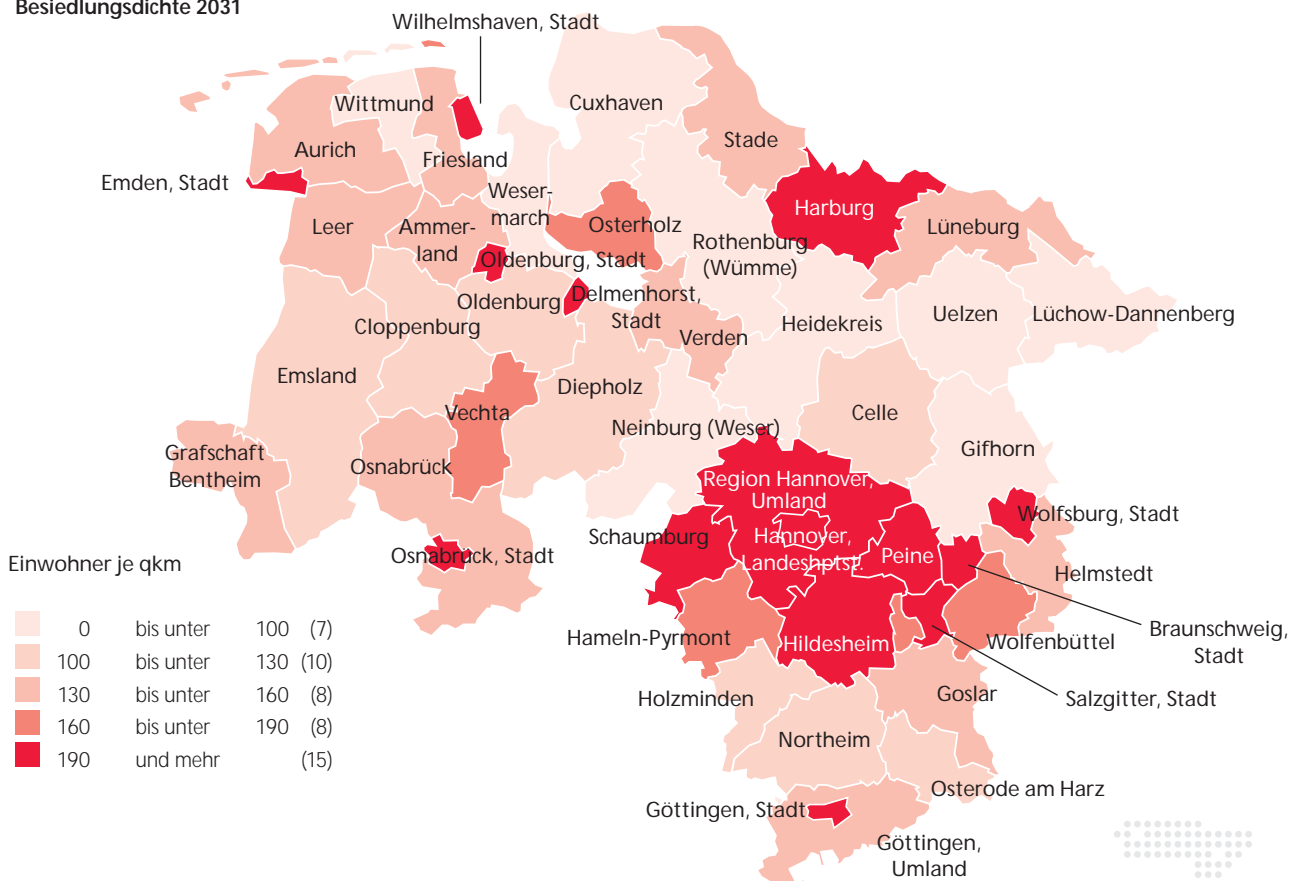 Besiedlungsdichte 2031
Wilhelmshaven, Stadt
Wittmund
Cuxhaven
Stade
Aurich
Friesland
Emden, Stadt
Weser-
march
Harburg
Leer
Ammer-
land
Osterholz
Lüneburg
Rothenburg
(Wümme)
Oldenburg, Stadt
Oldenburg
Delmenhorst,
Stadt
Cloppenburg
Verden
Heidekreis
Uelzen
Lüchow-Dannenberg
Emsland
Diepholz
Vechta
Celle
Neinburg (Weser)
Gifhorn
Grafschaft
Bentheim
Osnabrück
Region Hannover,
Umland
Wolfsburg, Stadt
Schaumburg
Hannover,
Landeshptst.
Peine
Osnabrück, Stadt
Helmstedt
Einwohner je qkm
0 bis unter 100 (7)
100 bis unter 130 (10)
130 bis unter 160 (8)
160 bis unter 190 (8)
190 und mehr (15)
Hameln-Pyrmont
Hildesheim
Wolfenbüttel
Braunschweig,
Stadt
Holzminden
Goslar
Salzgitter, Stadt
Northeim
Osterode am Harz
Göttingen, Stadt
Göttingen,
Umland